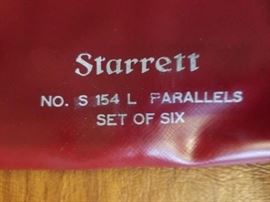 Starrett
NO. S 154 L PARALLELS
SET OF SIX